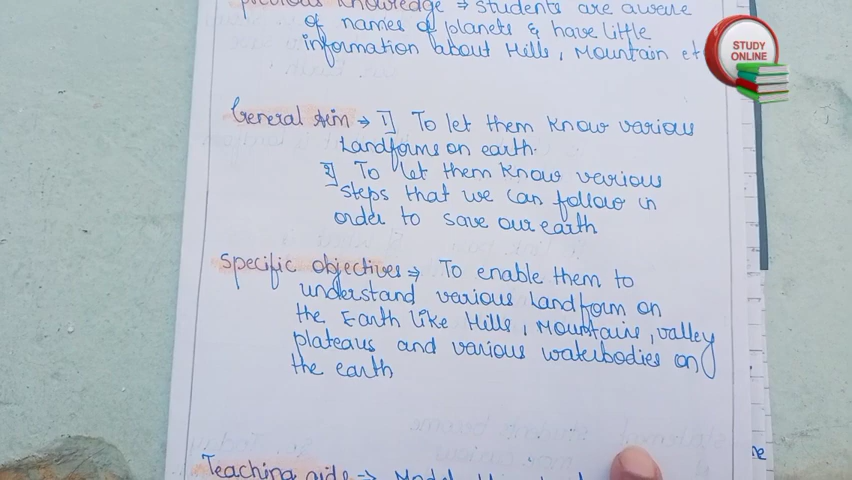 previous Knowledge ⇒ students are aware
of names of planets & have little
information about Hills, Mountain etc
STUDY
ONLINE
General Aim → 1] To let them know various
Landforms on earth.
2] To let them know various
steps that we can follow in
order to save our earth
Specific objectives ⇒ To enable them to
understand various Landform on
the Earth like Hills, Mountains, valley
plateaus and various waterbodies on
the earth
Teaching aids → Model